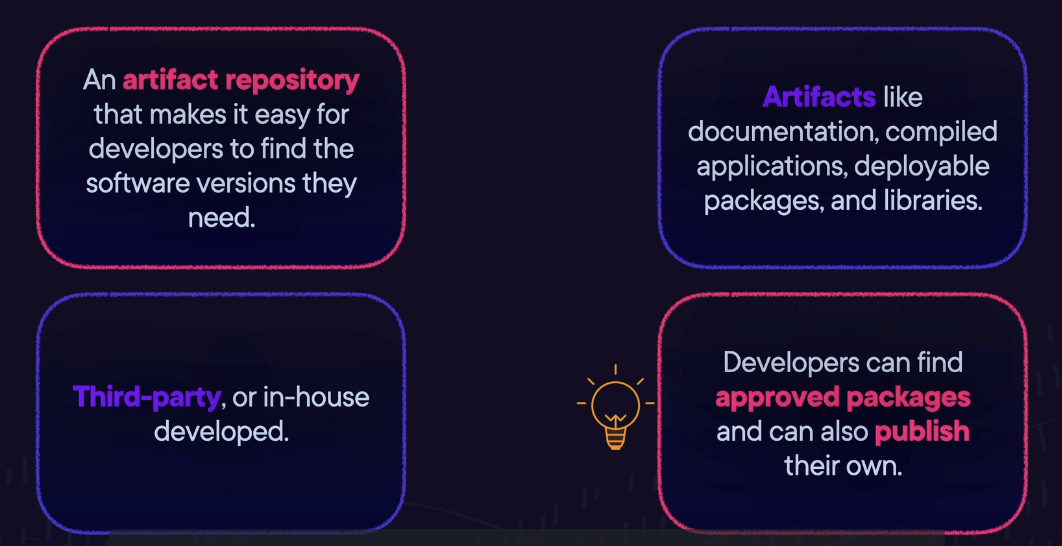 An artifact repository
that makes it easy for
developers to find the
software versions they
need.
Artifacts like
documentation, compiled
applications, deployable
packages, and libraries.
Third-party, or in-house
developed.
Developers can find
approved packages
and can also publish
their own.